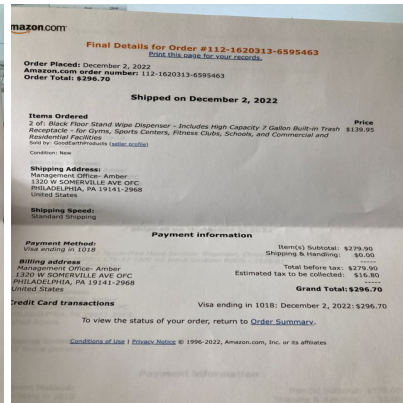 mazon.com
Final Details for Order #112-1620313-6595463
Print this page for your records.
Order Placed: December 2, 2022
Amazon.com order number: 112-1620313-6595463
Order Total: $296.70
Shipped on December 2, 2022
Items Ordered Price
2 of: Black Floor Stand Wipe Dispenser - Includes High Capacity 7 Gallon Built-in Trash $139.95
Receptacle - for Gyms, Sports Centers, Fitness Clubs, Schools, and Commercial and
Residential Facilities
Sold by: GoodEarthProducts (seller profile)
Condition: New
Shipping Address:
Management Office- Amber
1320 W SOMERVILLE AVE OFC
PHILADELPHIA, PA 19141-2968
United States
Shipping Speed:
Standard Shipping
Payment information
Payment Method:
Visa ending in 1018
Item(s) Subtotal: $279.90
Shipping & Handling: $0.00
-----
Total before tax: $279.90
Estimated tax to be collected: $16.80
-----
Grand Total: $296.70
Billing address
Management Office- Amber
1320 W SOMERVILLE AVE OFC
PHILADELPHIA, PA 19141-2968
United States
Credit Card transactions Visa ending in 1018: December 2, 2022: $296.70
To view the status of your order, return to Order Summary.
Conditions of Use | Privacy Notice © 1996-2022, Amazon.com, Inc. or its affiliates